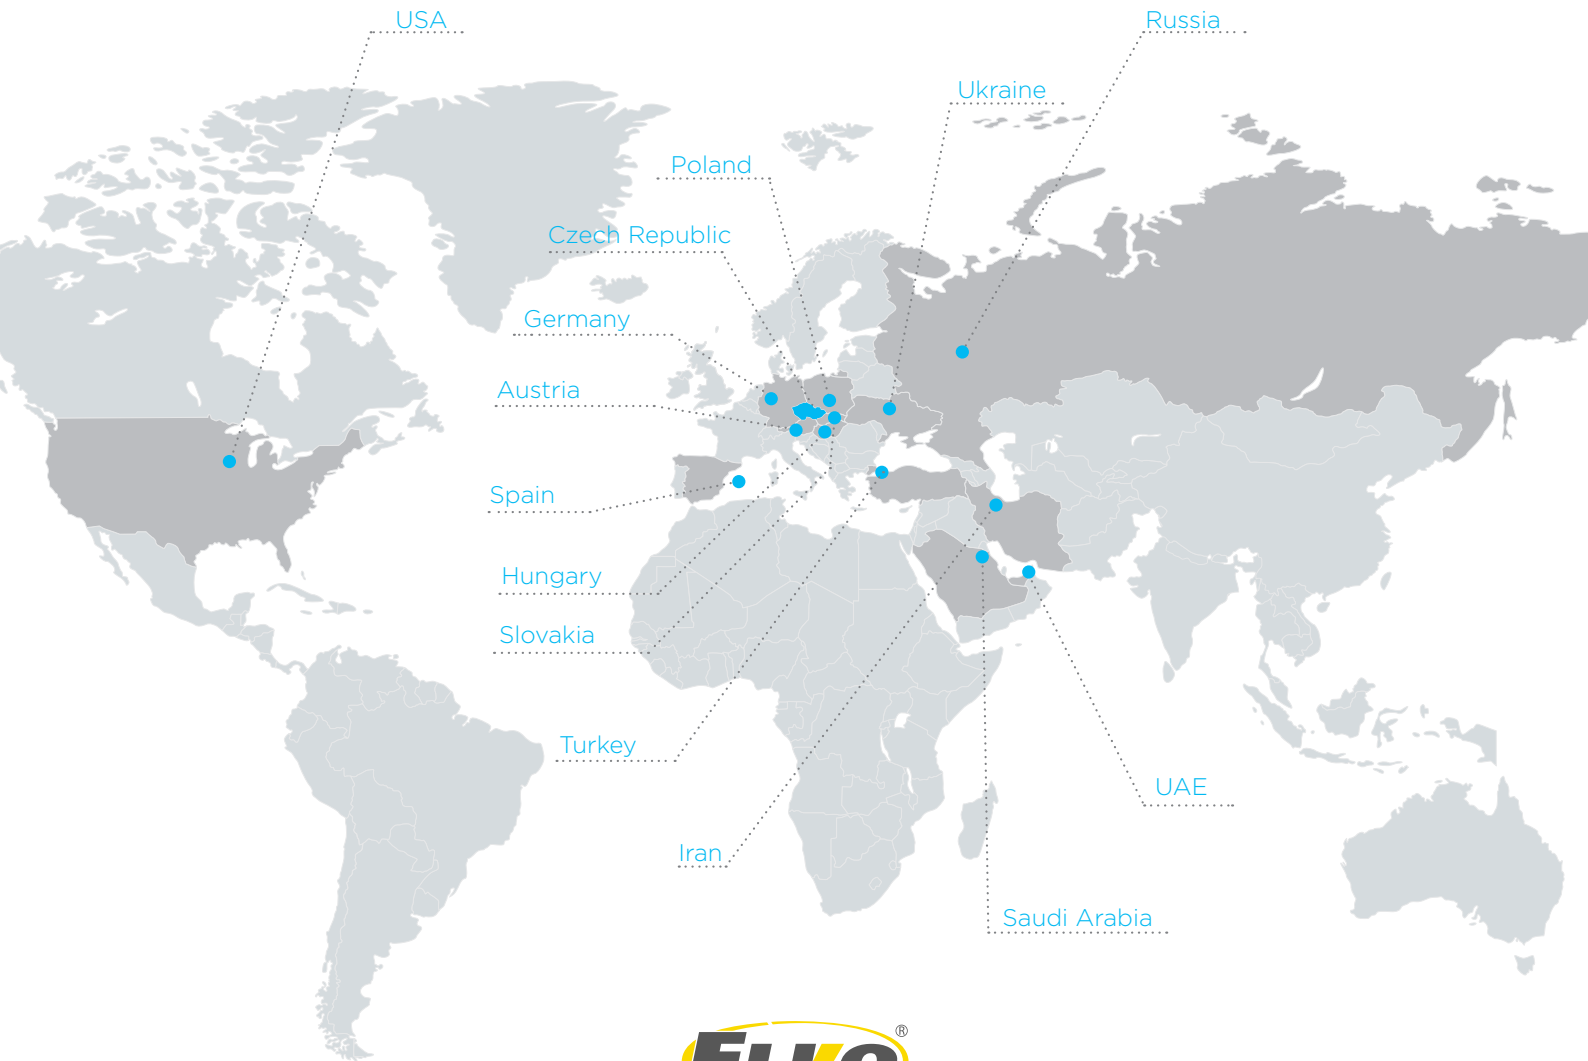 USA
Russia
Ukraine
Poland
Czech Republic
Germany
Austria
Spain
Hungary
Slovakia
Turkey
UAE
Iran
Saudi Arabia
®